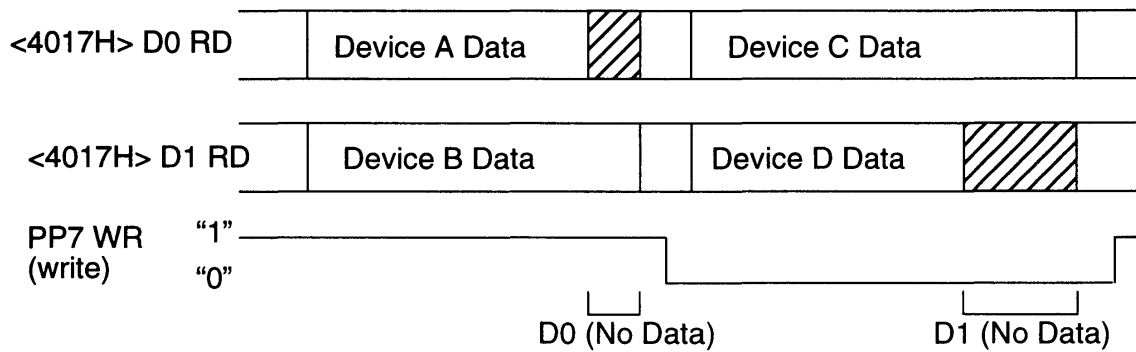 <4017H> D0 RD Device A Data Device C Data
<4017H> D1 RD Device B Data Device D Data
PP7 WR “1”
(write) “0”
D0 (No Data) D1 (No Data)